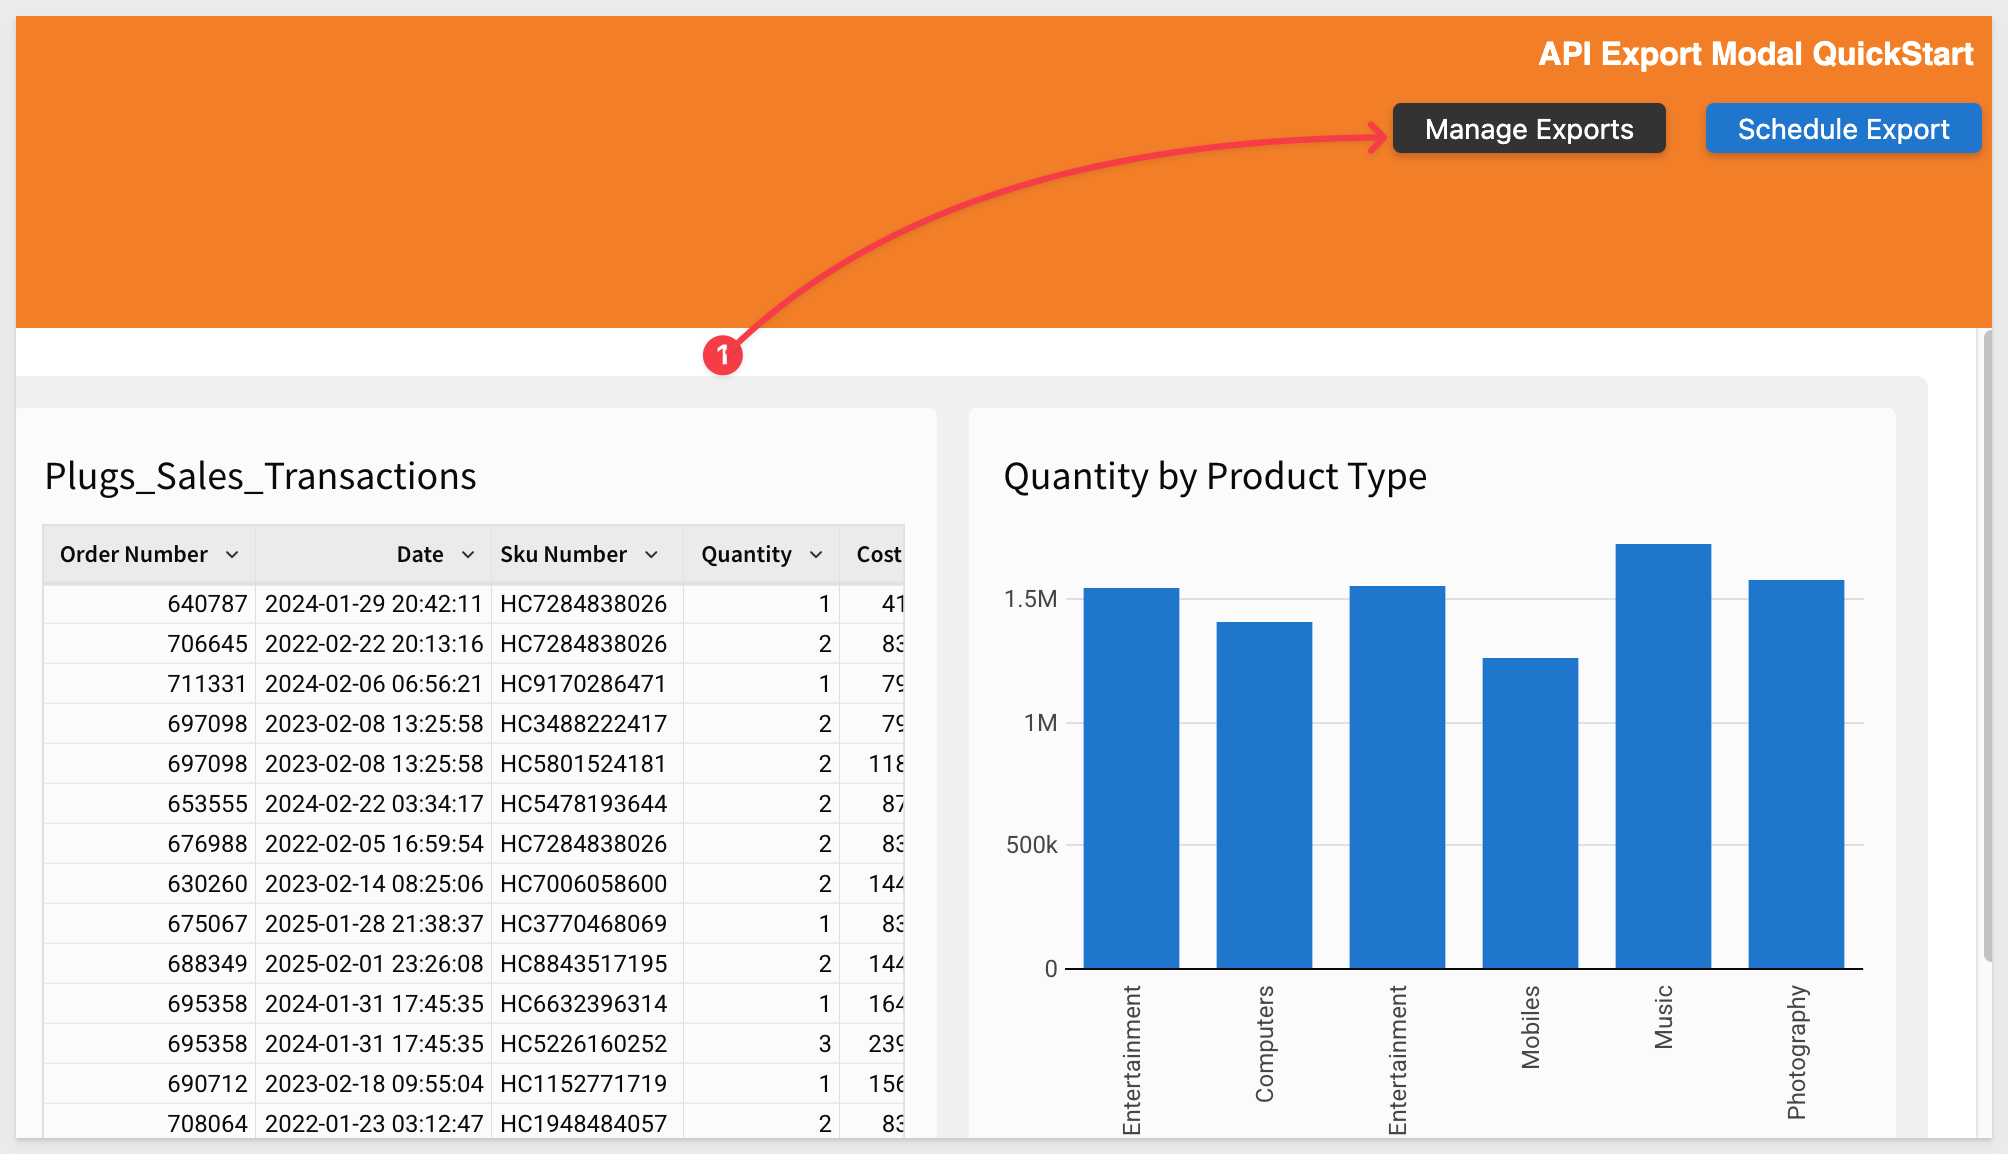 API Export Modal QuickStart
Manage Exports Schedule Export
1
Plugs_Sales_Transactions
Order Number Date Sku Number Quantity Cost
640787 2024-01-29 20:42:11 HC7284838026 1 41
706645 2022-02-22 20:13:16 HC7284838026 2 83
711331 2024-02-06 06:56:21 HC9170286471 1 79
697098 2023-02-08 13:25:58 HC3488222417 2 79
697098 2023-02-08 13:25:58 HC5801524181 2 118
653555 2024-02-22 03:34:17 HC5478193644 2 87
676988 2022-02-05 16:59:54 HC7284838026 2 83
630260 2023-02-14 08:25:06 HC7006058600 2 144
675067 2025-01-28 21:38:37 HC3770468069 1 83
688349 2025-02-01 23:26:08 HC8843517195 2 144
695358 2024-01-31 17:45:35 HC6632396314 1 164
695358 2024-01-31 17:45:35 HC5226160252 3 239
690712 2023-02-18 09:55:04 HC1152771719 1 156
708064 2022-01-23 03:12:47 HC1948484057 2 83
Quantity by Product Type
1.5M
1M
500k
0
Entertainment
Computers
Entertainment
Mobiles
Music
Photography